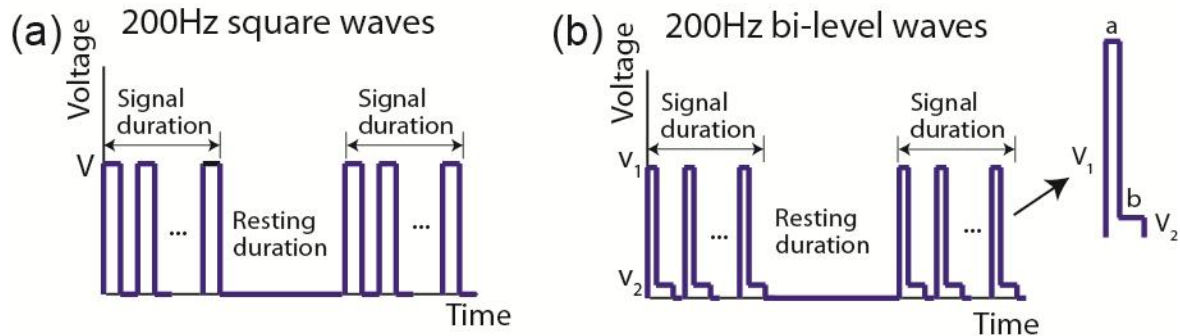 (a)
200Hz square waves
Voltage
Signal
duration
Signal
duration
V
...
Resting
duration
...
Time
(b)
200Hz bi-level waves
Voltage
Signal
duration
Signal
duration
V1
...
Resting
duration
...
V2
Time
a
V1
b
V2